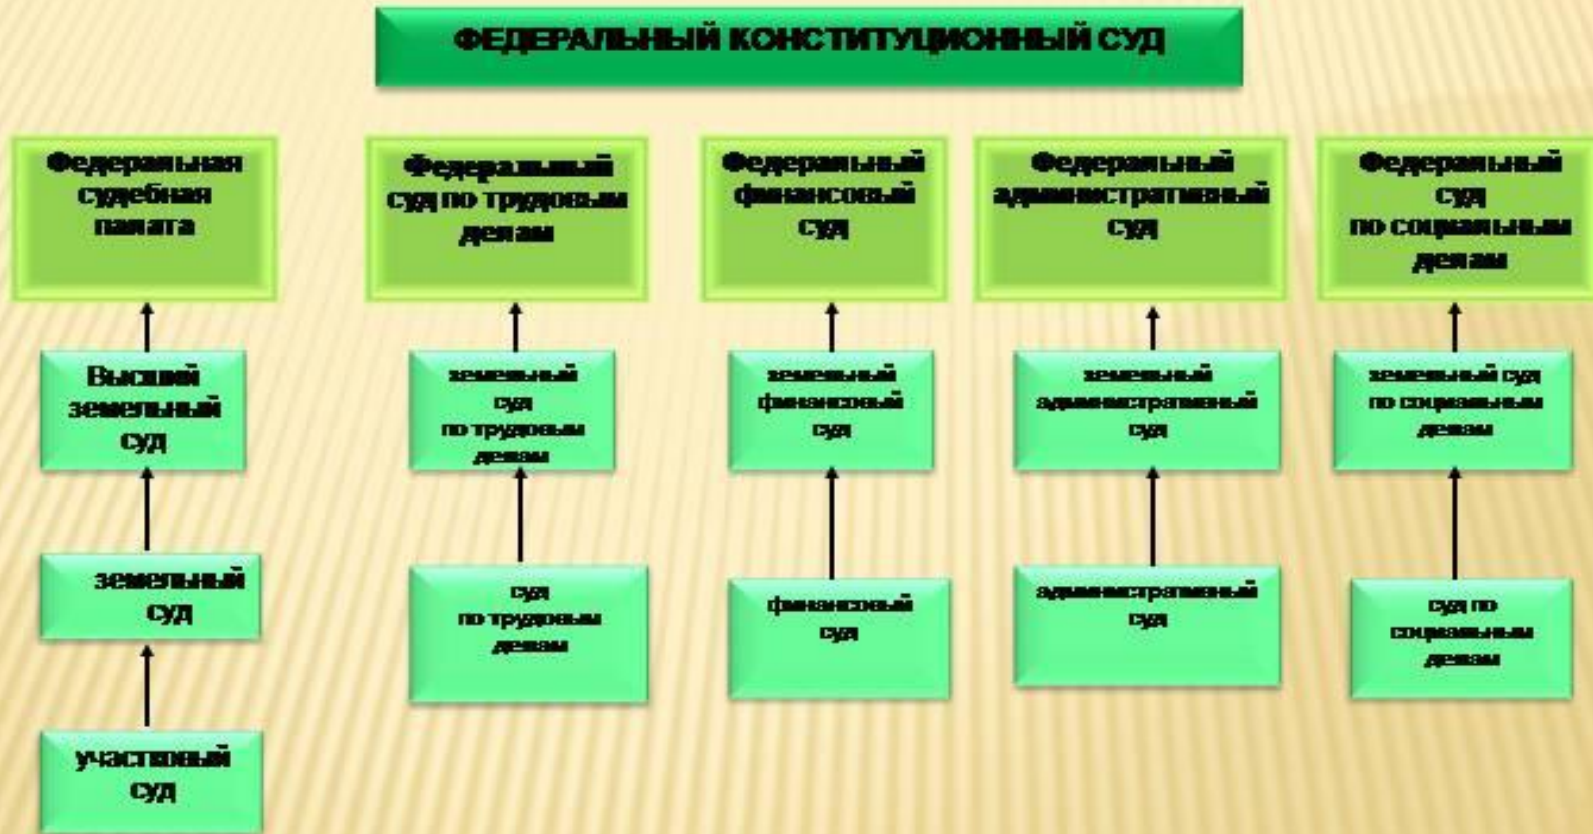 ФЕДЕРАЛЬНЫЙ КОНСТИТУЦИОННЫЙ СУД
Федеральная
судебная
палата
Федеральный
суд по трудовым
делам
Федеральный
финансовый
суд
Федеральный
административный
суд
Федеральный
суд
по социальным
делам
Высший
земельный
суд
земельный
суд
по трудовым
делам
земельный
финансовый
суд
земельный
административный
суд
земельный суд
по социальным
делам
земельный
суд
суд
по трудовым
делам
финансовый
суд
административный
суд
суд по
социальным
делам
участковый
суд